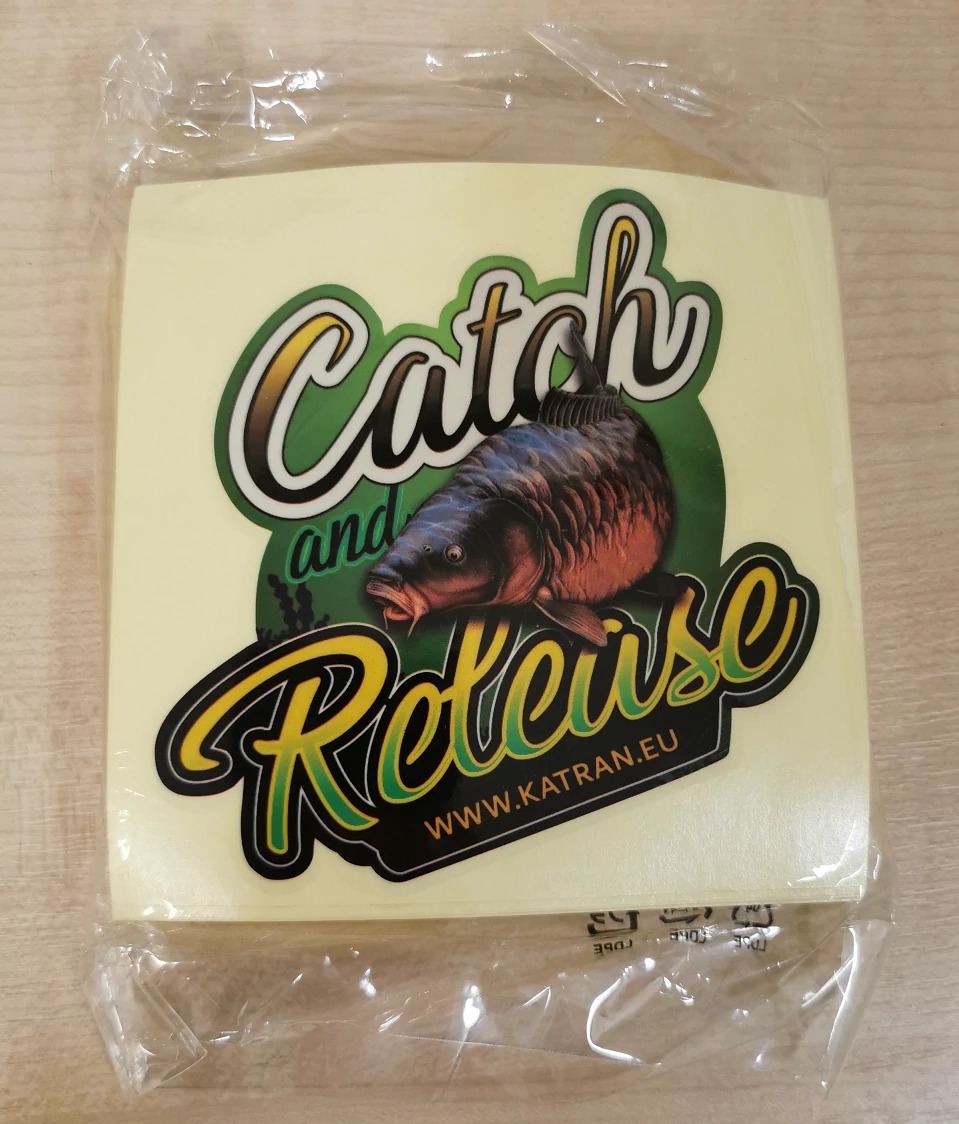 Catch
and
Release
WWW.KATRAN.EU
LDPE LDPE LDPE